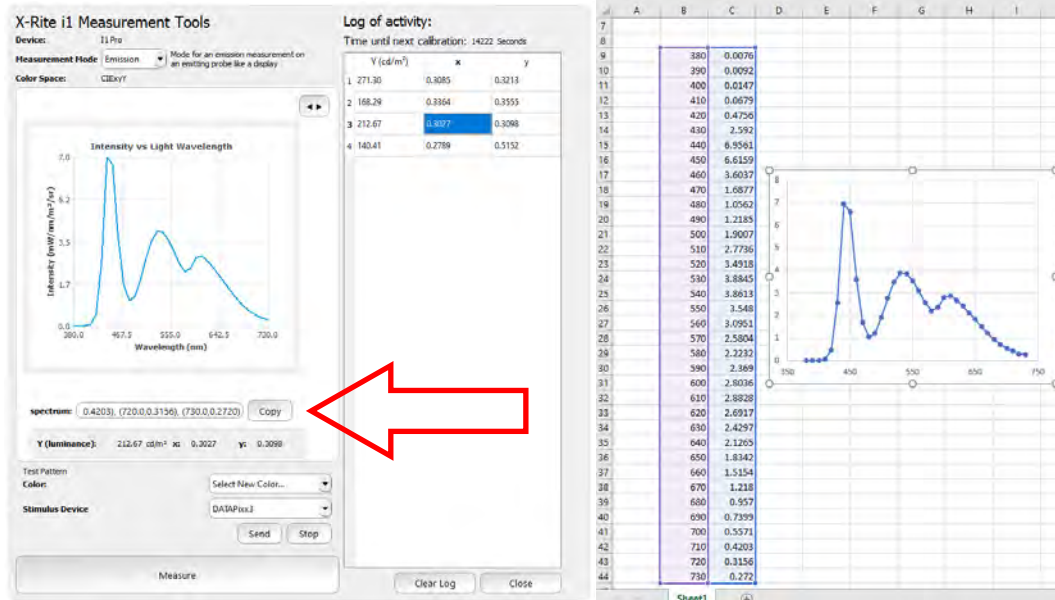 X-Rite i1 Measurement Tools
Device: I1 Pro
Measurement Mode Emission Mode for an emission measurement on
an emitting probe like a display
Color Space: CIExyY
Intensity vs Light Wavelength
Intensity (mW/nm/m²/sr)
7.0
5.2
3.5
1.7
0.0
380.0 467.5 555.0 642.5 720.0
Wavelength (nm)
spectrum: 0.4203), (720.0,0.3156), (730.0,0.2720) Copy
Y (luminance): 212.67 cd/m² x: 0.3027 y: 0.3098
Test Pattern
Color: Select New Color...
Stimulus Device DATAPixx3
Send Stop
Measure
Log of activity:
Time until next calibration: 14222 Seconds
Y (cd/m²) x y
1 271.30 0.3085 0.3213
2 168.29 0.3364 0.3555
3 212.67 0.3027 0.3098
4 140.41 0.2789 0.5152
Clear Log Close
A B C D E F G H I
7
8
9 380 0.0076
10 390 0.0092
11 400 0.0147
12 410 0.0679
13 420 0.4756
14 430 2.592
15 440 6.9561
16 450 6.6159
17 460 3.6037
18 470 1.6877
19 480 1.0562
20 490 1.2185
21 500 1.9007
22 510 2.7736
23 520 3.4918
24 530 3.8845
25 540 3.8613
26 550 3.548
27 560 3.0951
28 570 2.5804
29 580 2.2232
30 590 2.369
31 600 2.8036
32 610 2.8828
33 620 2.6917
34 630 2.4297
35 640 2.1265
36 650 1.8342
37 660 1.5154
38 670 1.218
39 680 0.957
40 690 0.7399
41 700 0.5571
42 710 0.4203
43 720 0.3156
44 730 0.272
8
7
6
5
4
3
2
1
0
350 450 550 650 750
Sheet1